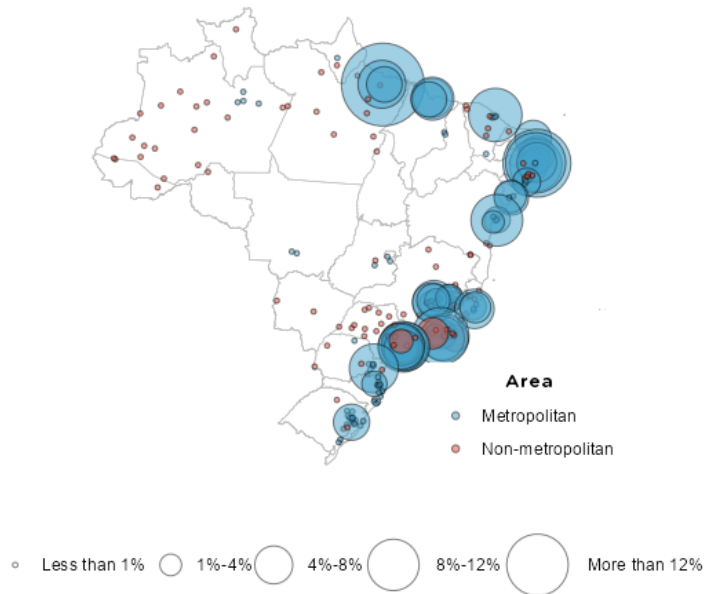 Area
Metropolitan
Non-metropolitan
Less than 1% 1%-4% 4%-8% 8%-12% More than 12%